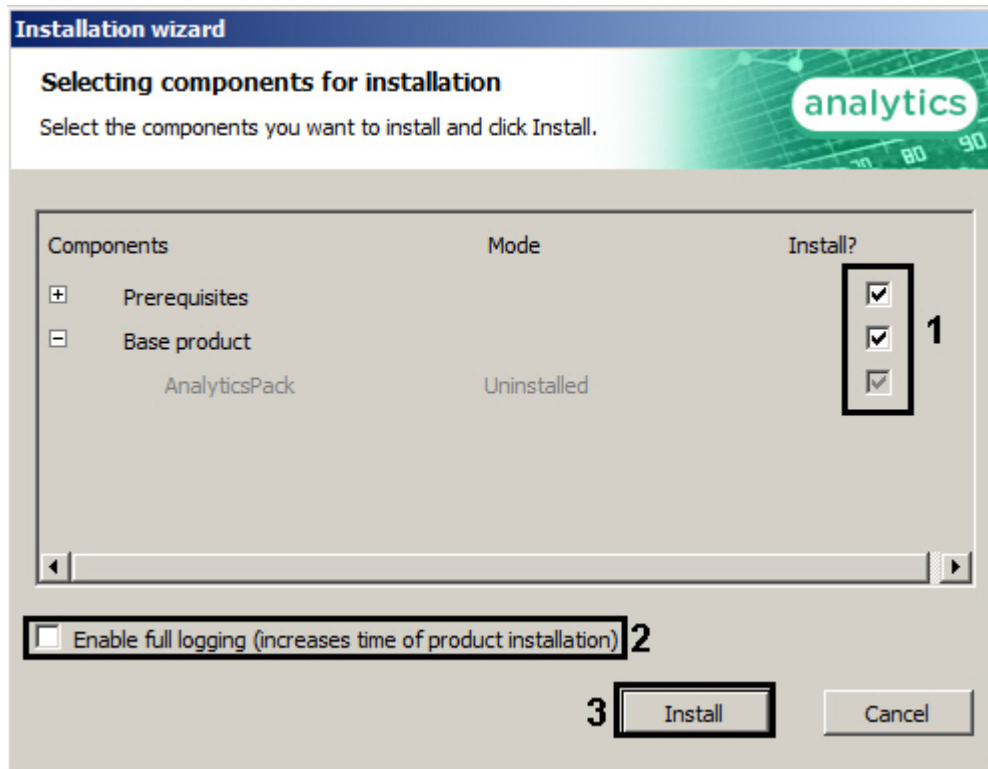 Installation wizard
Selecting components for installation
Select the components you want to install and click Install.
analytics
70 80 90
Components Mode Install?
Prerequisites
Base product
1
AnalyticsPack Uninstalled
Enable full logging (increases time of product installation) 2
3 Install Cancel